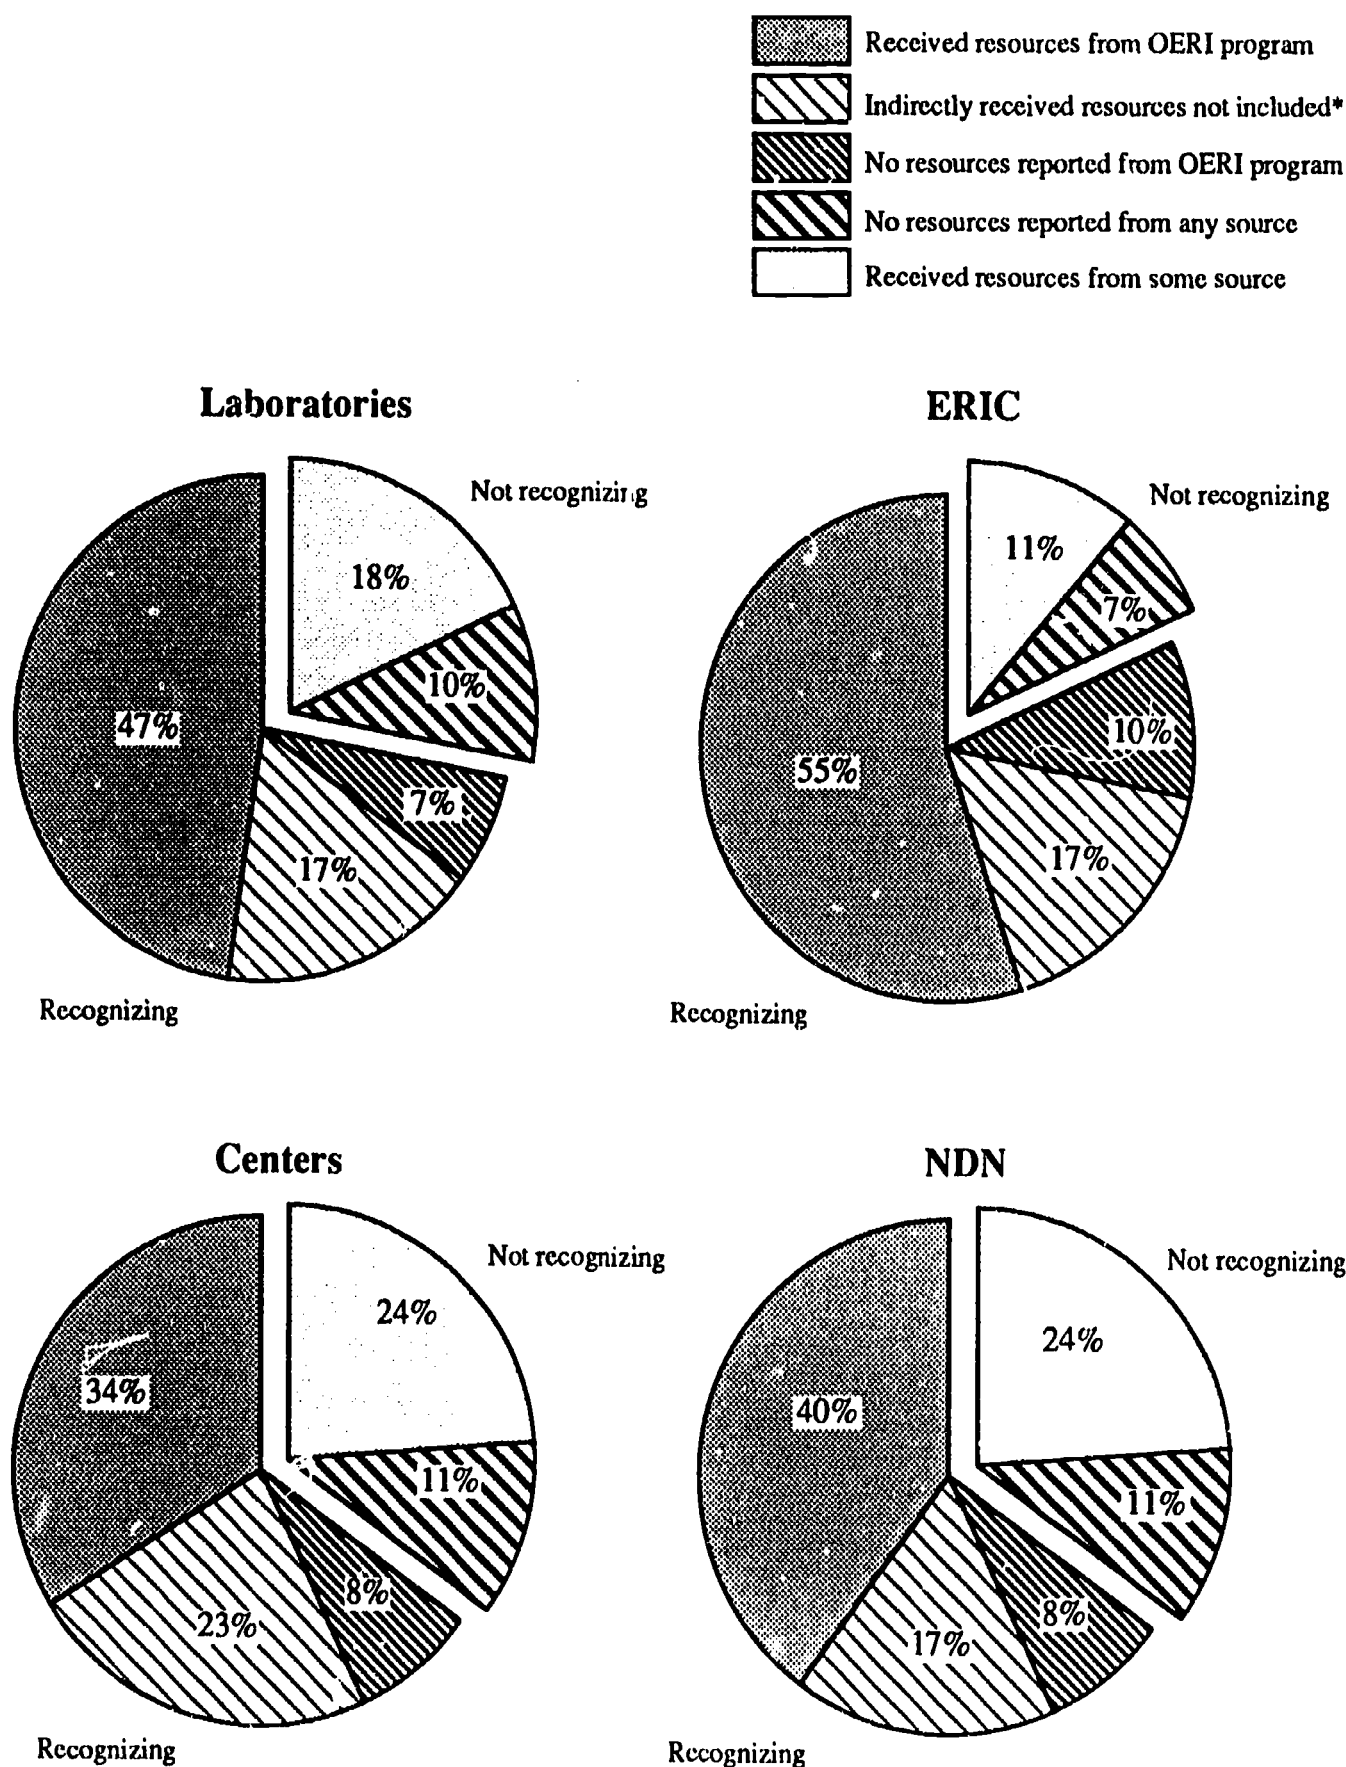 Received resources from OERI program
Indirectly received resources not included*
No resources reported from OERI program
No resources reported from any source
Received resources from some source
Laboratories
Not recognizing
18%
10%
47%
7%
17%
Recognizing
ERIC
Not recognizing
11%
7%
10%
55%
17%
Recognizing
Centers
Not recognizing
24%
34%
11%
8%
23%
Recognizing
NDN
Not recognizing
24%
40%
11%
8%
17%
Recognizing